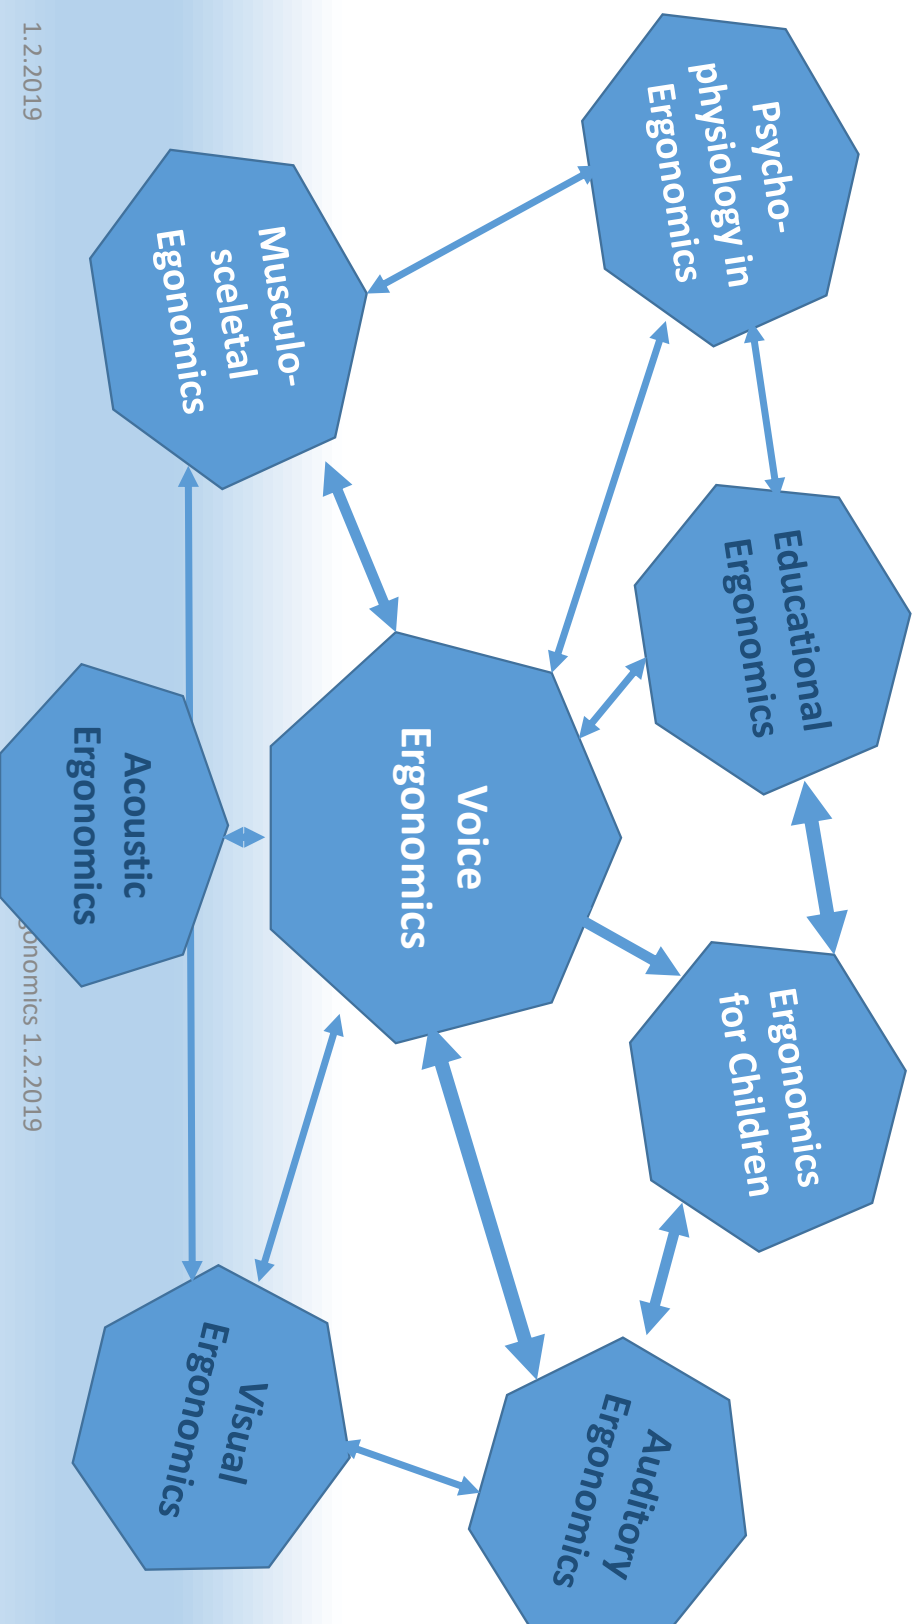 Psycho-
physiology in
Ergonomics
Educational
Ergonomics
Ergonomics
for Children
Auditory
Ergonomics
Musculo-
sceletal
Egonomics
Voice
Ergonomics
Acoustic
Ergonomics
Visual
Ergonomics
1.2.2019
gonomics 1.2.2019